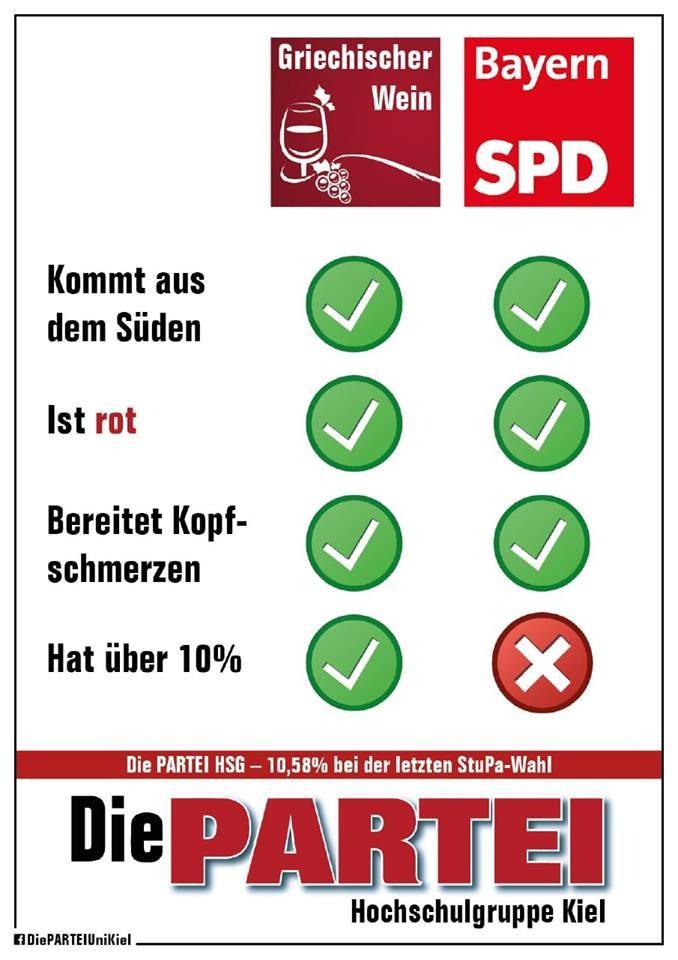 Griechischer
Wein
Bayern
SPD
Kommt aus
dem Süden
Ist rot
Bereitet Kopf-
schmerzen
Hat über 10%
Die PARTEI HSG – 10,58% bei der letzten StuPa-Wahl
Die PARTEI
Hochschulgruppe Kiel
DiePARTEIUniKiel